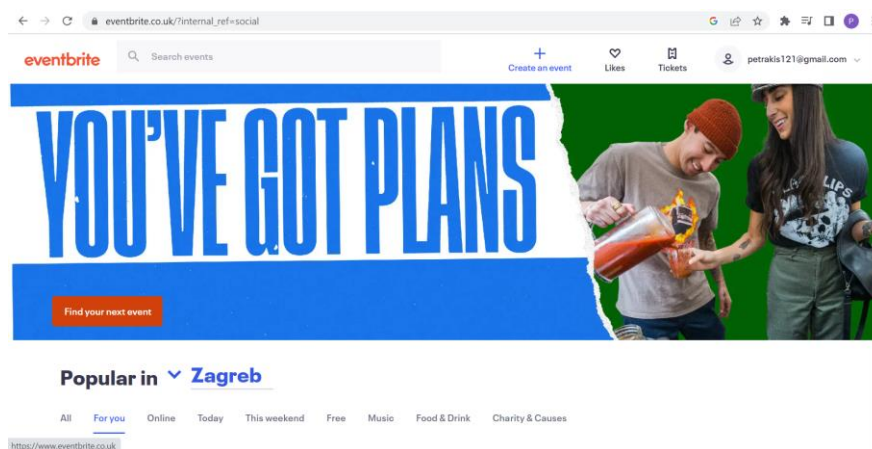 eventbrite.co.uk/?internal_ref=social
P
eventbrite
Search events
Create an event
Likes
Tickets
petrakis121@gmail.com
YOU'VE GOT PLANS
Find your next event
Popular in Zagreb
All For you Online Today This weekend Free Music Food & Drink Charity & Causes
https://www.eventbrite.co.uk